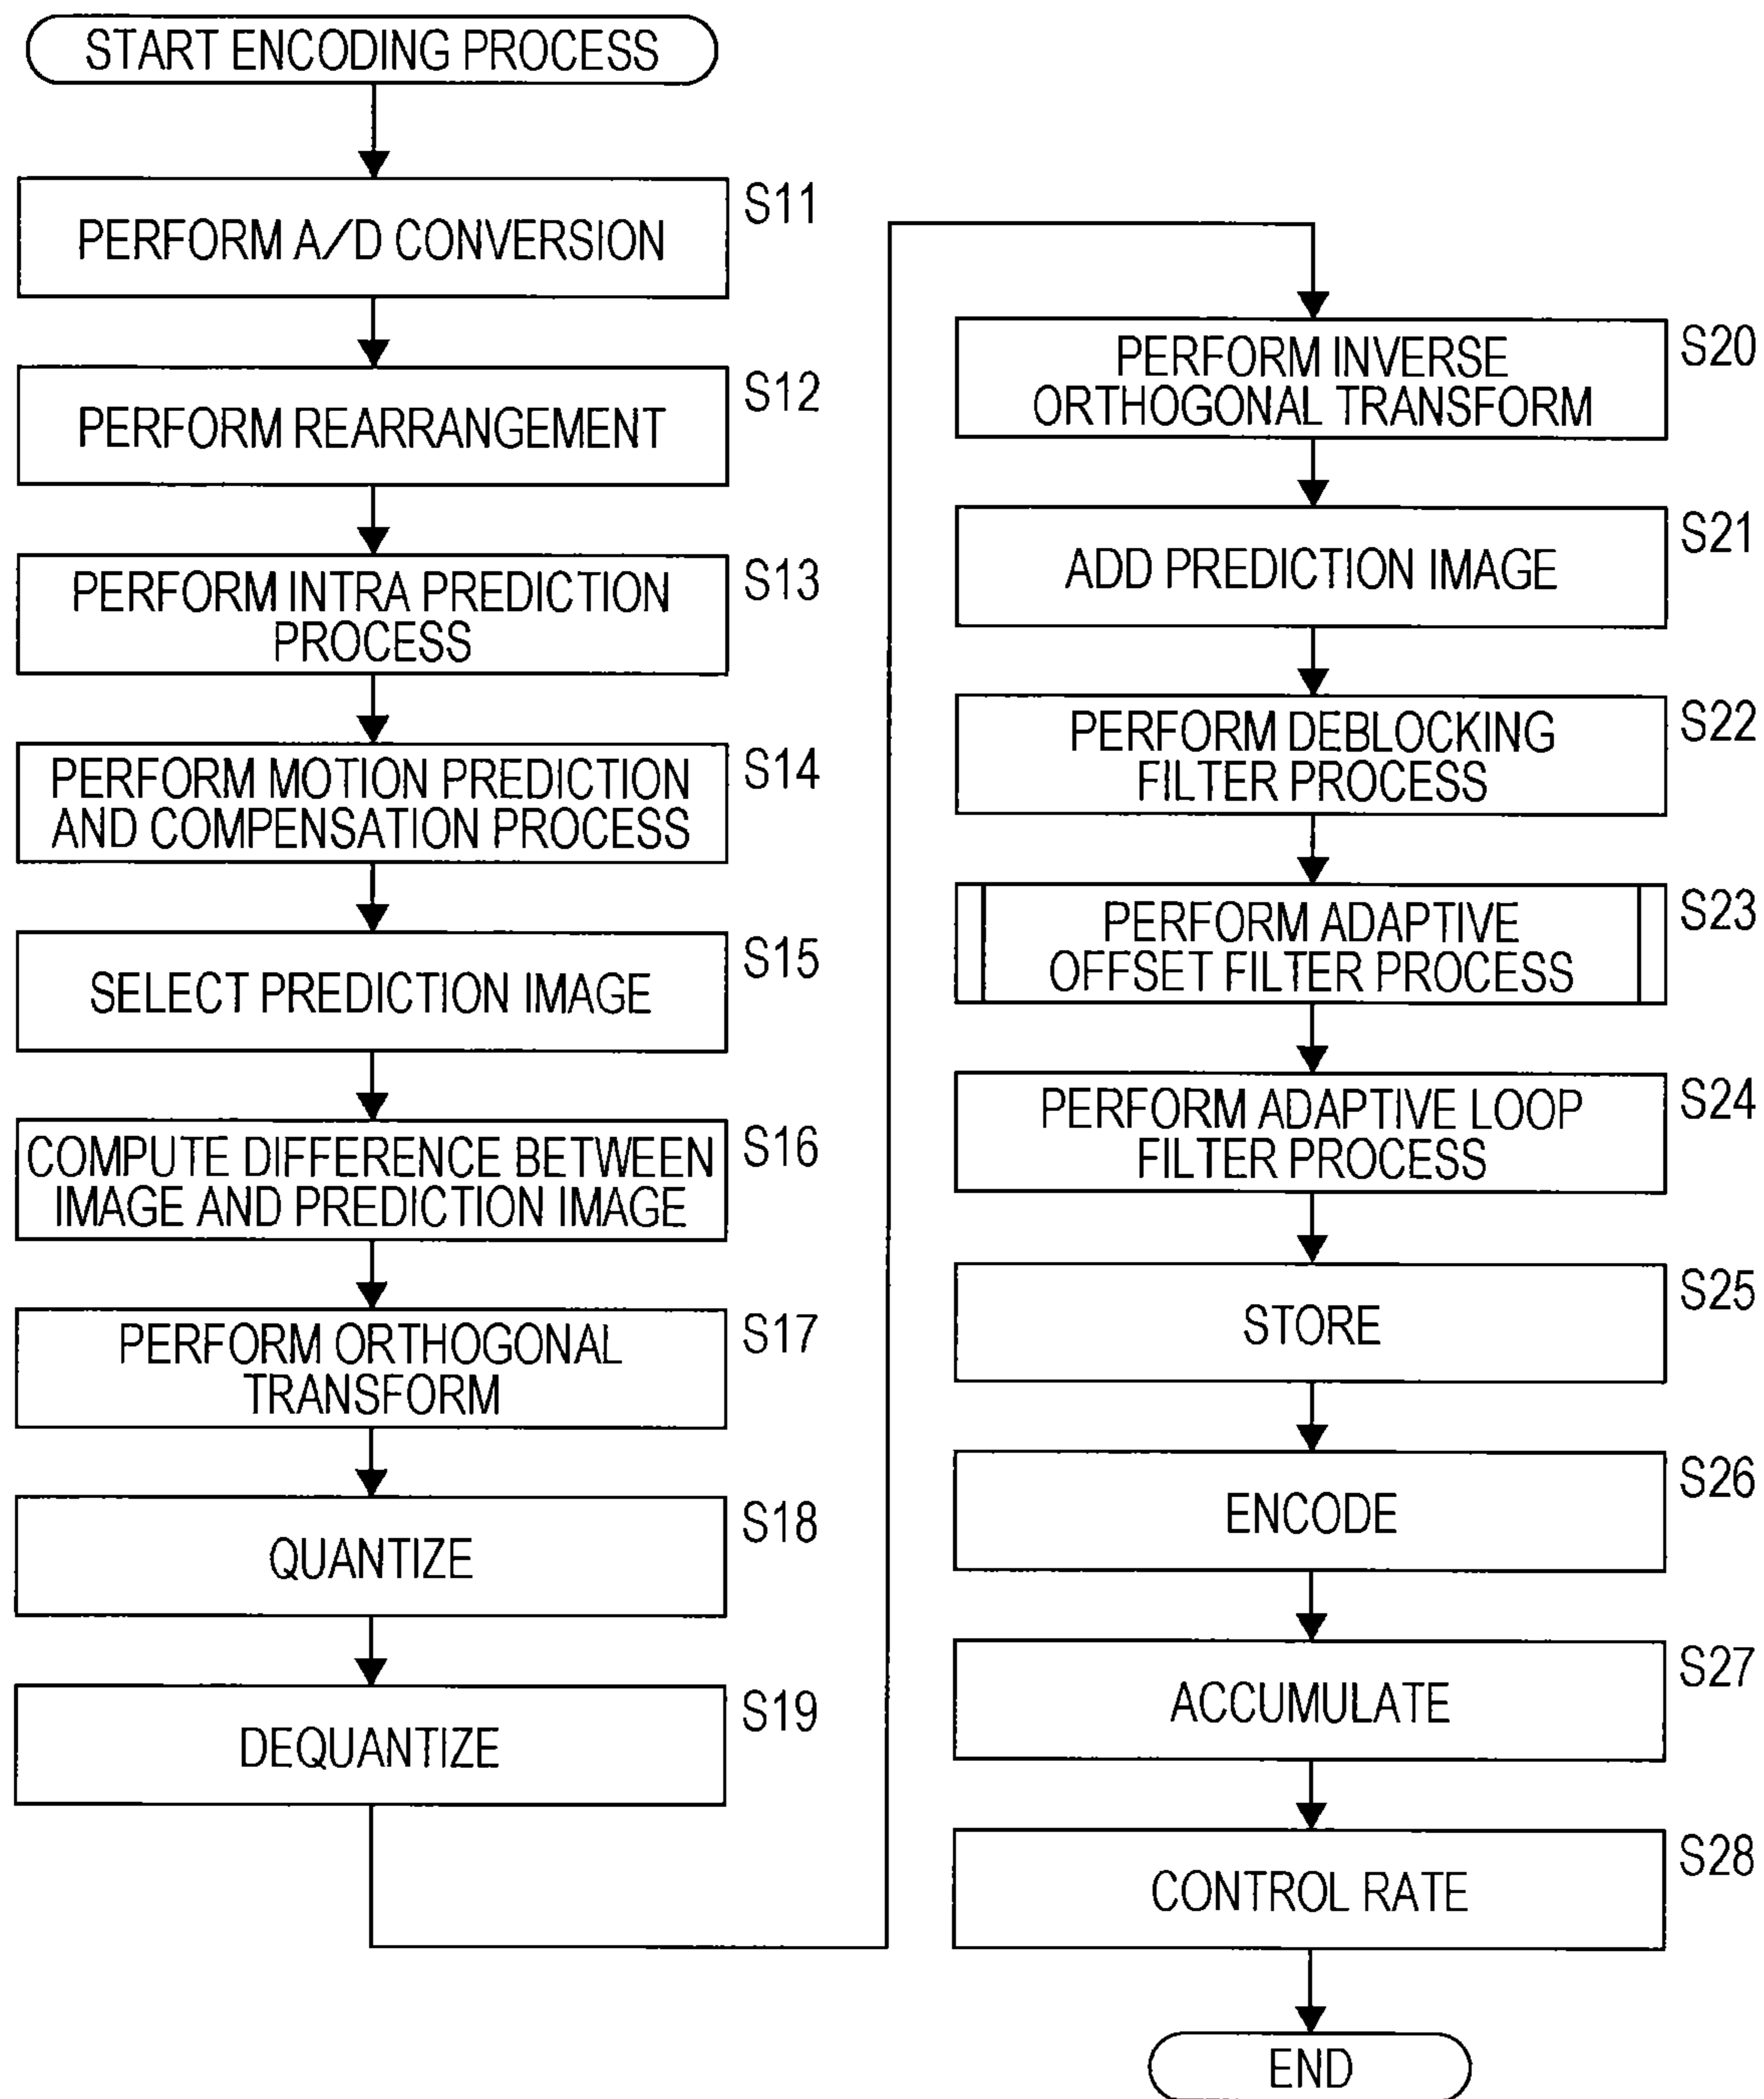 START ENCODING PROCESS
PERFORM A/D CONVERSION
S11
PERFORM REARRANGEMENT
S12
PERFORM INTRA PREDICTION
PROCESS
S13
PERFORM MOTION PREDICTION
AND COMPENSATION PROCESS
S14
SELECT PREDICTION IMAGE
S15
COMPUTE DIFFERENCE BETWEEN
IMAGE AND PREDICTION IMAGE
S16
PERFORM ORTHOGONAL
TRANSFORM
S17
QUANTIZE
S18
DEQUANTIZE
S19
PERFORM INVERSE
ORTHOGONAL TRANSFORM
S20
ADD PREDICTION IMAGE
S21
PERFORM DEBLOCKING
FILTER PROCESS
S22
PERFORM ADAPTIVE
OFFSET FILTER PROCESS
S23
PERFORM ADAPTIVE LOOP
FILTER PROCESS
S24
STORE
S25
ENCODE
S26
ACCUMULATE
S27
CONTROL RATE
S28
END